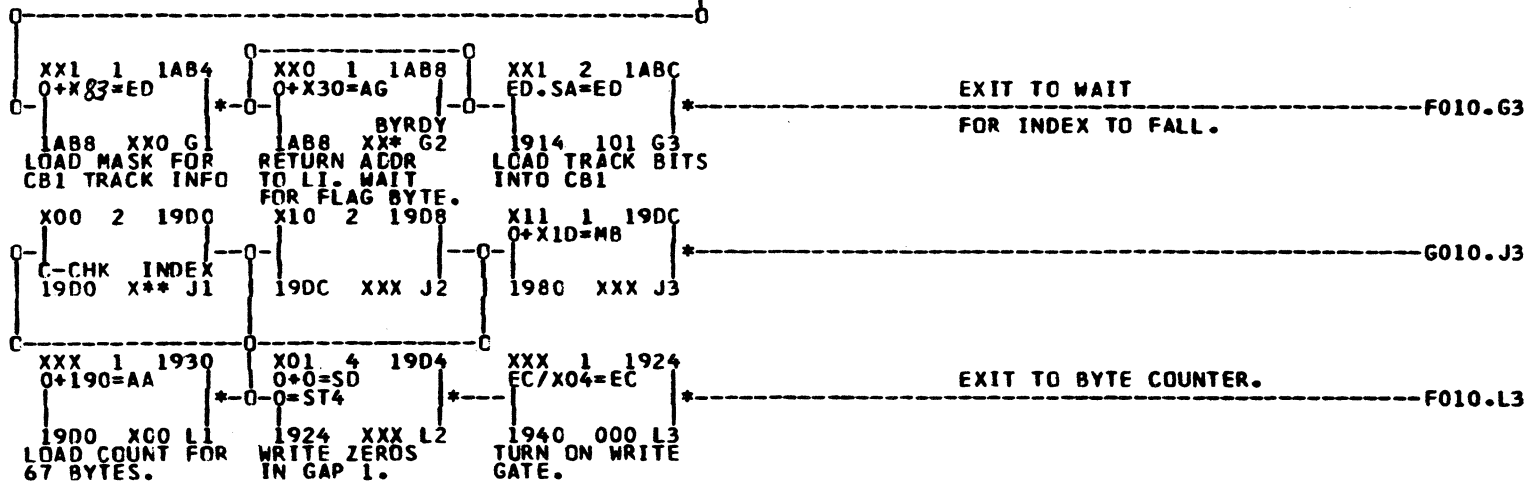 XX1 1 1AB4 XX0 1 1AB8 XX1 2 1ABC
0+X83=ED 0+X30=AG ED.SA=ED EXIT TO WAIT
*- * F010.G3
BYRDY FOR INDEX TO FALL.
1AB8 XX0 G1 1AB8 XX* G2 1914 101 G3
LOAD MASK FOR RETURN ADDR LOAD TRACK BITS
CB1 TRACK INFO TO LI. WAIT INTO CB1
FOR FLAG BYTE.
X00 2 19D0 X10 2 19D8 X11 1 19DC
0+X1D=MB
* G010.J3
C-CHK INDEX
19D0 X** J1 19DC XXX J2 1980 XXX J3
XXX 1 1930 X01 4 19D4 XXX 1 1924
0+190=AA 0+0=SD EC/X04=EC EXIT TO BYTE COUNTER.
*-0-0=ST4 * * F010.L3
19D0 X00 L1 1924 XXX L2 1940 000 L3
LOAD COUNT FOR WRITE ZEROS TURN ON WRITE
67 BYTES. IN GAP 1. GATE.